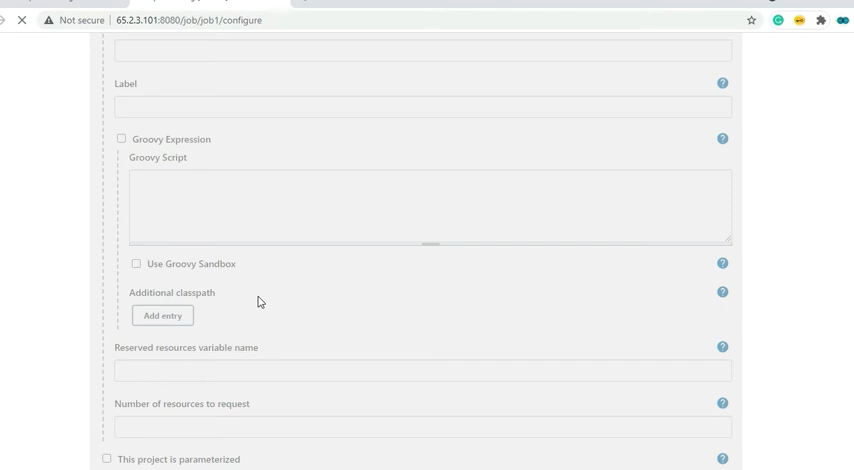 Not secure | 65.2.3.101:8080/job/job1/configure
Label
Groovy Expression
Groovy Script
Use Groovy Sandbox
Additional classpath
Add entry
Reserved resources variable name
Number of resources to request
This project is parameterized